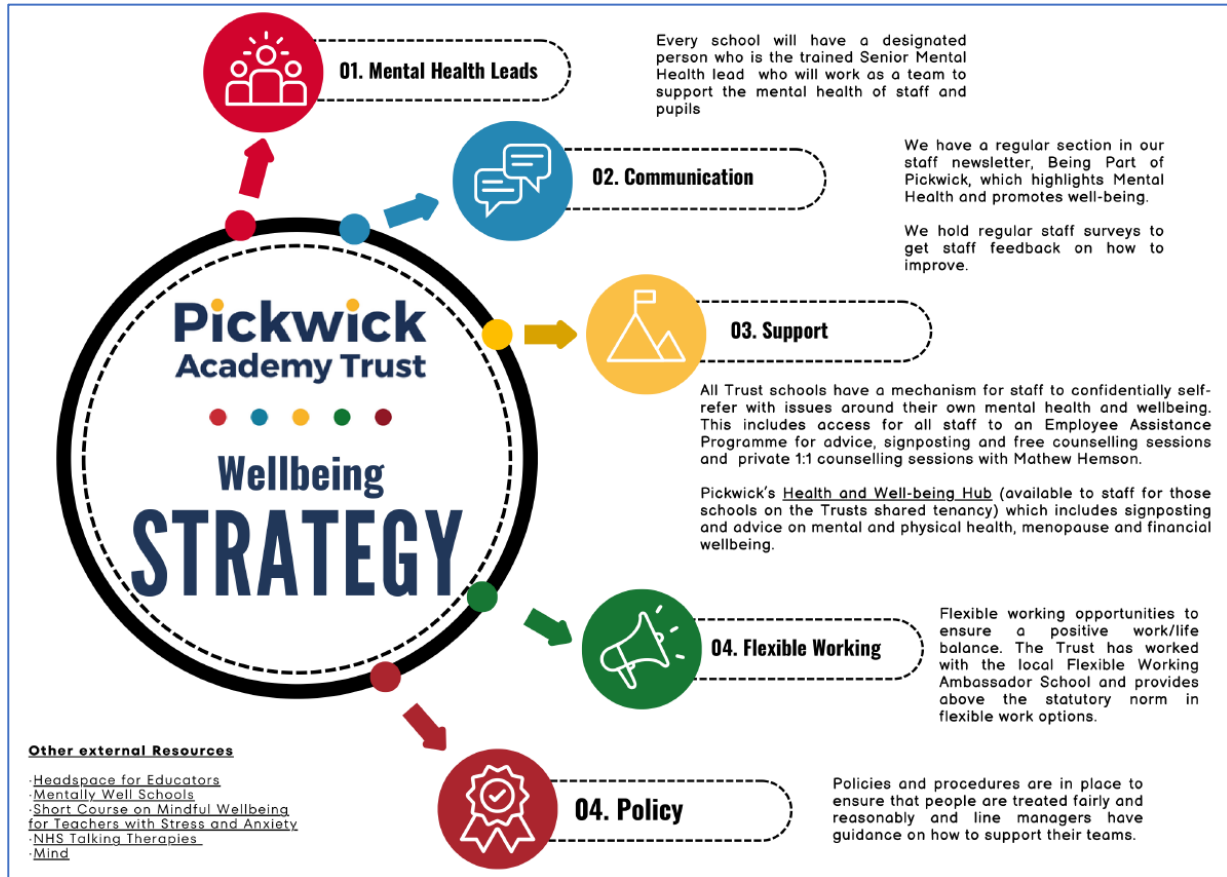 01. Mental Health Leads
Every school will have a designated
person who is the trained Senior Mental
Health lead who will work as a team to
support the mental health of staff and
pupils
02. Communication
We have a regular section in our
staff newsletter, Being Part of
Pickwick, which highlights Mental
Health and promotes well-being.
We hold regular staff surveys to
get staff feedback on how to
improve.
Pickwick
Academy Trust
Wellbeing
STRATEGY
03. Support
All Trust schools have a mechanism for staff to confidentially self-
refer with issues around their own mental health and wellbeing.
This includes access for all staff to an Employee Assistance
Programme for advice, signposting and free counselling sessions
and private 1:1 counselling sessions with Mathew Hemson.
Pickwick's Health and Well-being Hub (available to staff for those
schools on the Trusts shared tenancy) which includes signposting
and advice on mental and physical health, menopause and financial
wellbeing.
04. Flexible Working
Flexible working opportunities to
ensure a positive work/life
balance. The Trust has worked
with the local Flexible Working
Ambassador School and provides
above the statutory norm in
flexible work options.
04. Policy
Policies and procedures are in place to
ensure that people are treated fairly and
reasonably and line managers have
guidance on how to support their teams.
Other external Resources
·Headspace for Educators
·Mentally Well Schools
·Short Course on Mindful Wellbeing
for Teachers with Stress and Anxiety
·NHS Talking Therapies
·Mind